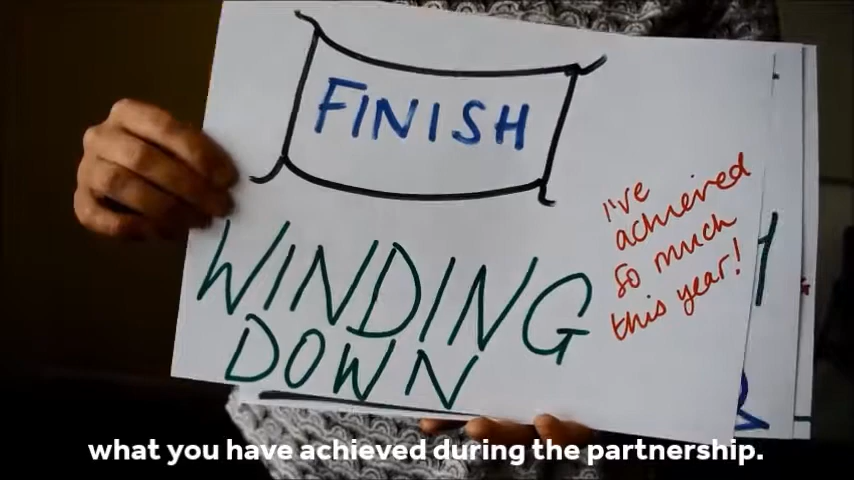 FINISH
WINDING
DOWN
I've
achieved
so much
this year!
what you have achieved during the partnership.